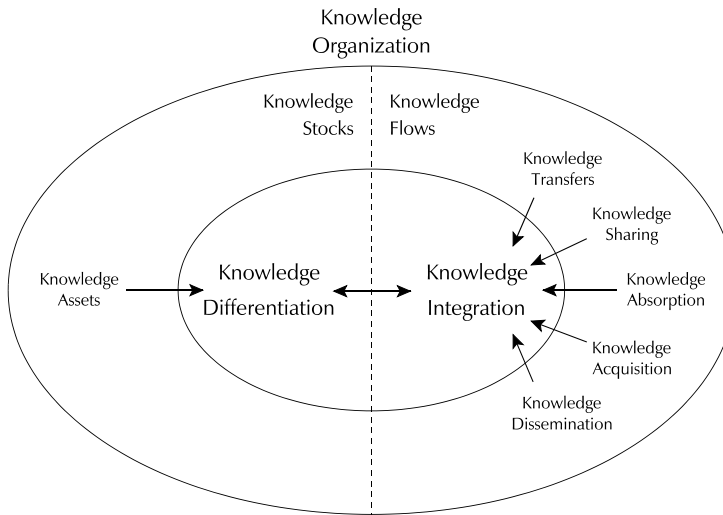 Knowledge
Organization
Knowledge
Stocks
Knowledge
Flows
Knowledge
Transfers
Knowledge
Sharing
Knowledge
Assets
Knowledge
Differentiation
Knowledge
Integration
Knowledge
Absorption
Knowledge
Acquisition
Knowledge
Dissemination